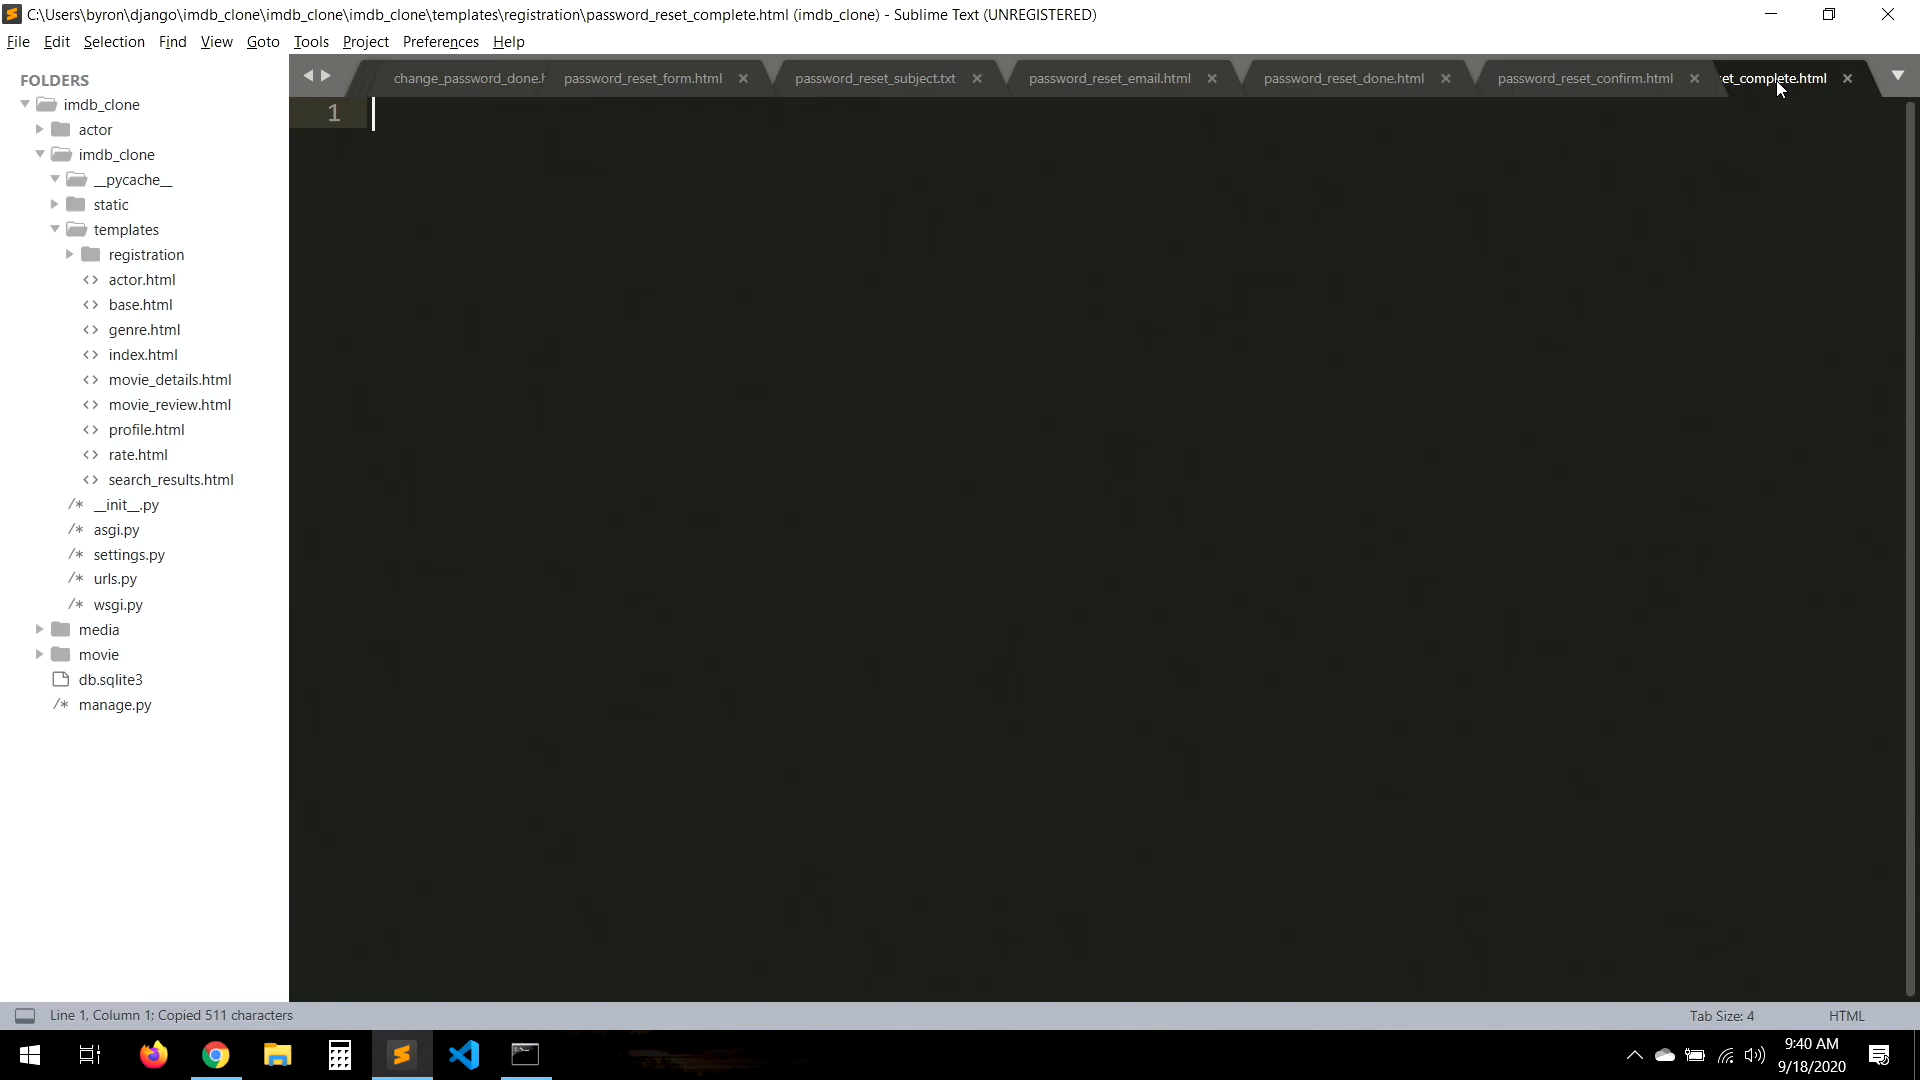 C:\Users\byron\django\imdb_clone\imdb_clone\imdb_clone\templates\registration\password_reset_complete.html (imdb_clone) - Sublime Text (UNREGISTERED)
File Edit Selection Find View Goto Tools Project Preferences Help
change_password_done.h password_reset_form.html password_reset_subject.txt password_reset_email.html password_reset_done.html password_reset_confirm.html et_complete.html
FOLDERS
imdb_clone
actor
imdb_clone
__pycache__
static
templates
registration
actor.html
base.html
genre.html
index.html
movie_details.html
movie_review.html
profile.html
rate.html
search_results.html
__init__.py
asgi.py
settings.py
urls.py
wsgi.py
media
movie
db.sqlite3
manage.py
1
Line 1, Column 1; Copied 511 characters
Tab Size: 4
HTML
9:40 AM
9/18/2020